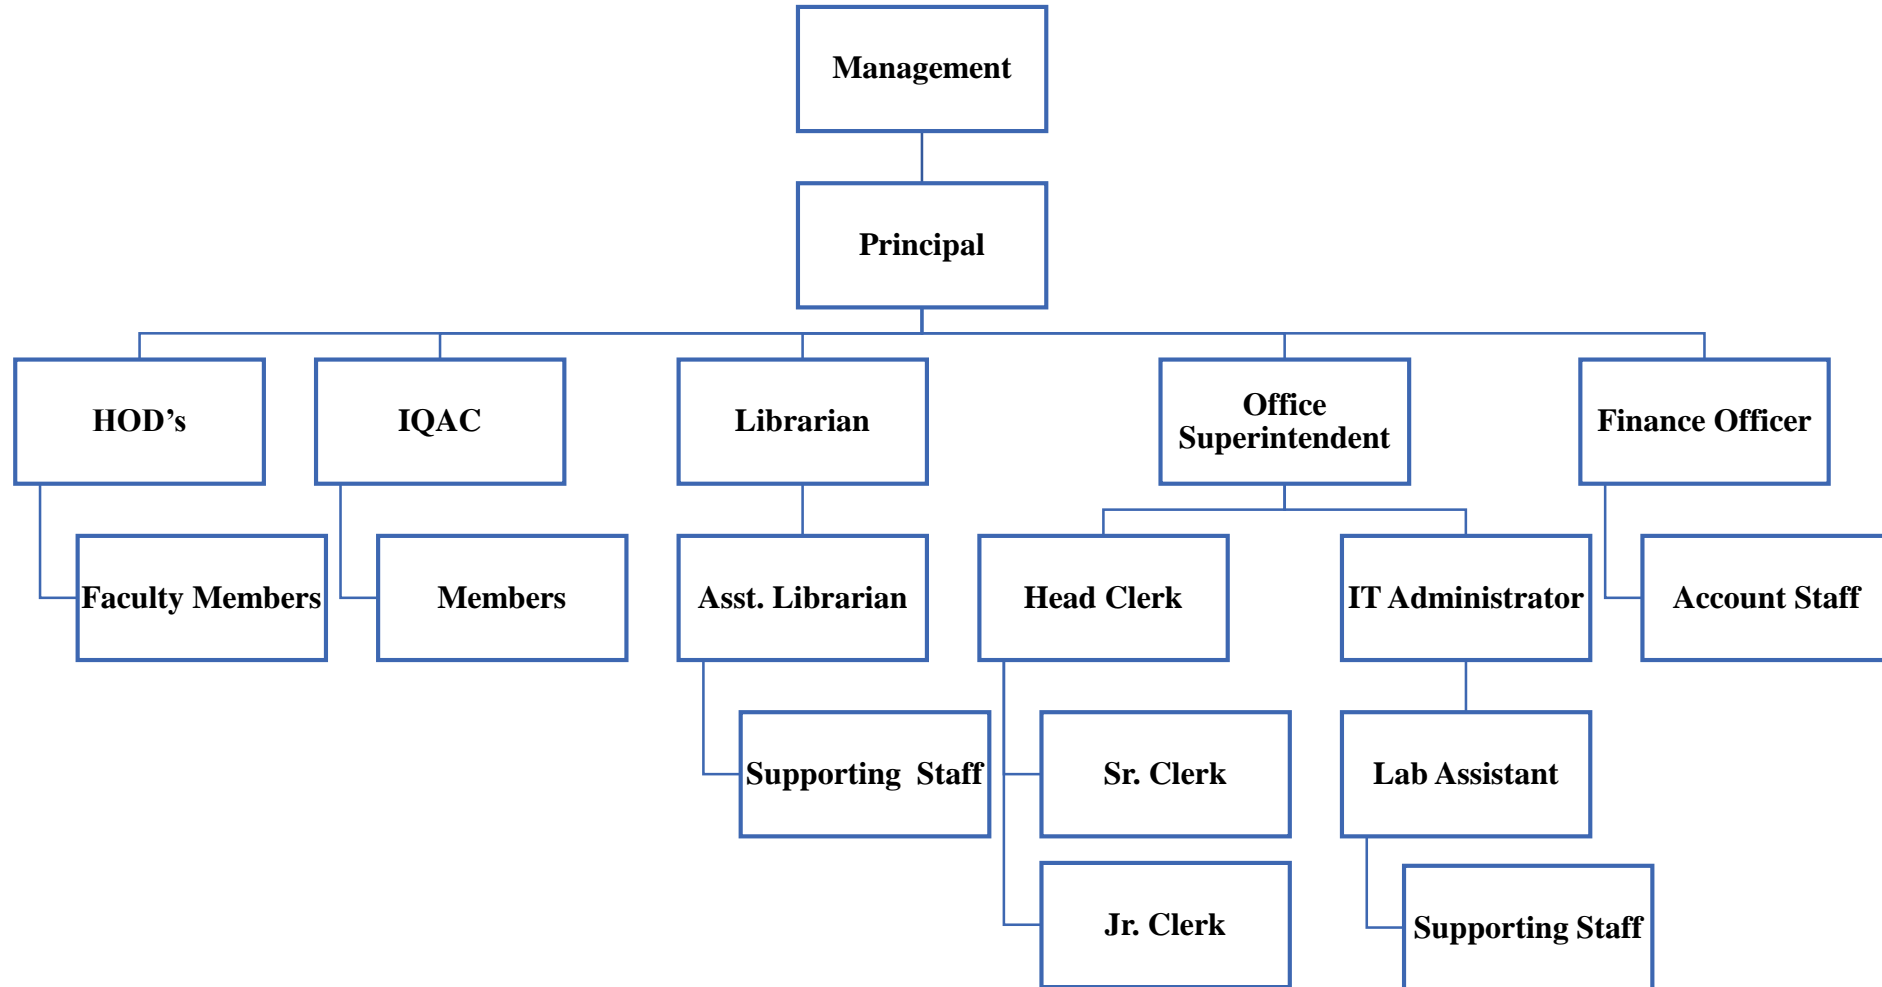 Management
Principal
HOD’s
IQAC
Librarian
Office
Superintendent
Finance Officer
Faculty Members
Members
Asst. Librarian
Head Clerk
IT Administrator
Account Staff
Supporting  Staff
Sr. Clerk
Lab Assistant
Jr. Clerk
Supporting Staff